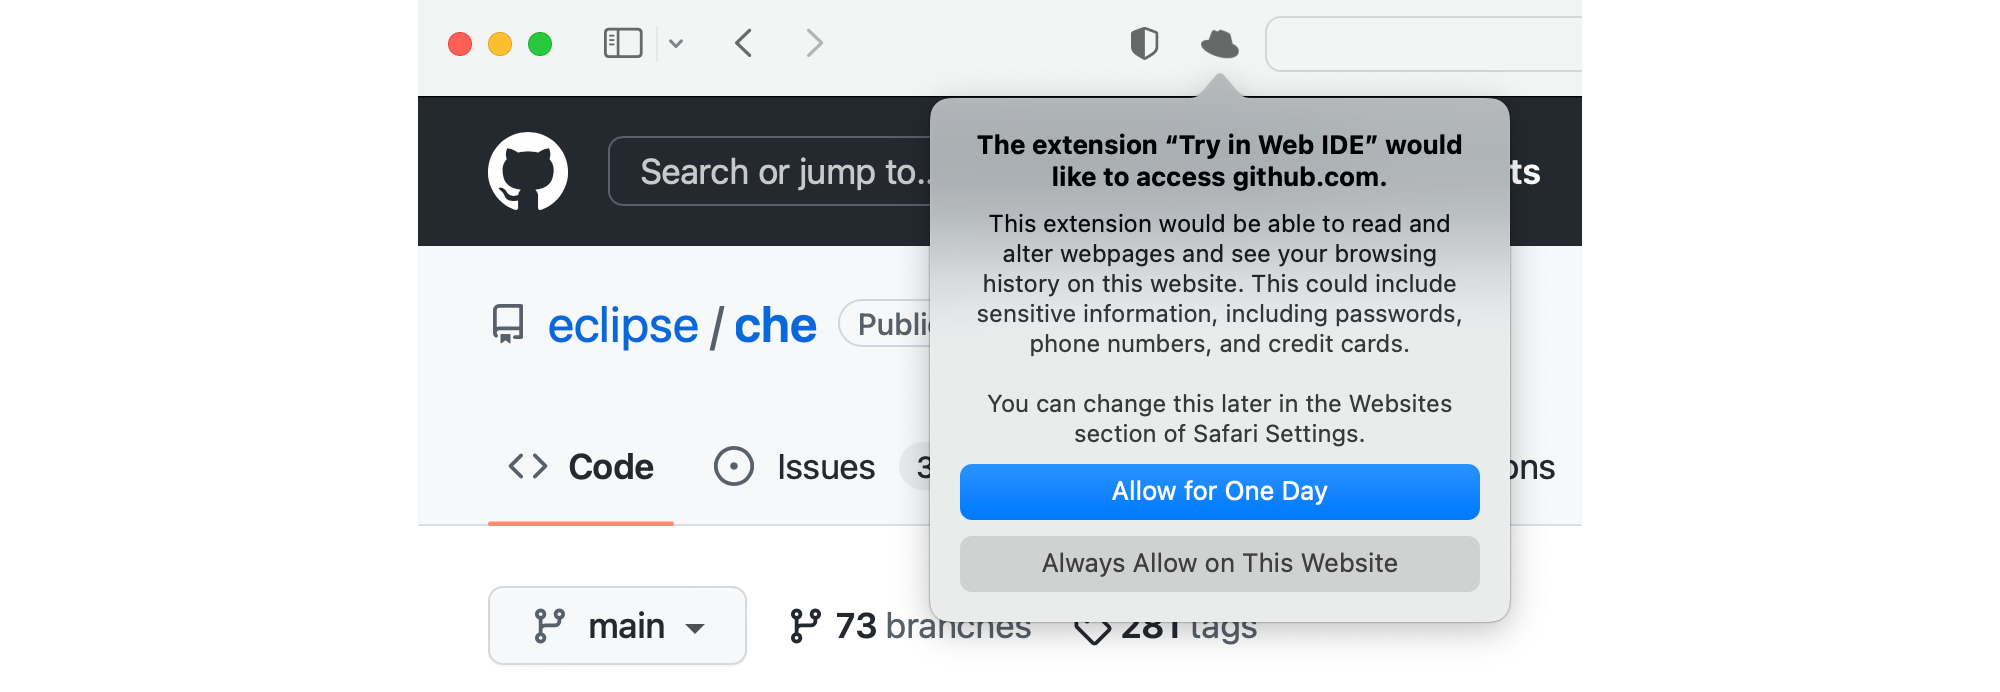 Search or jump to..
The extension “Try in Web IDE” would
like to access github.com.
This extension would be able to read and
alter webpages and see your browsing
history on this website. This could include
sensitive information, including passwords,
phone numbers, and credit cards.
You can change this later in the Websites
section of Safari Settings.
Allow for One Day
Always Allow on This Website
eclipse / che
Code
Issues
main
73 branches
281 tags